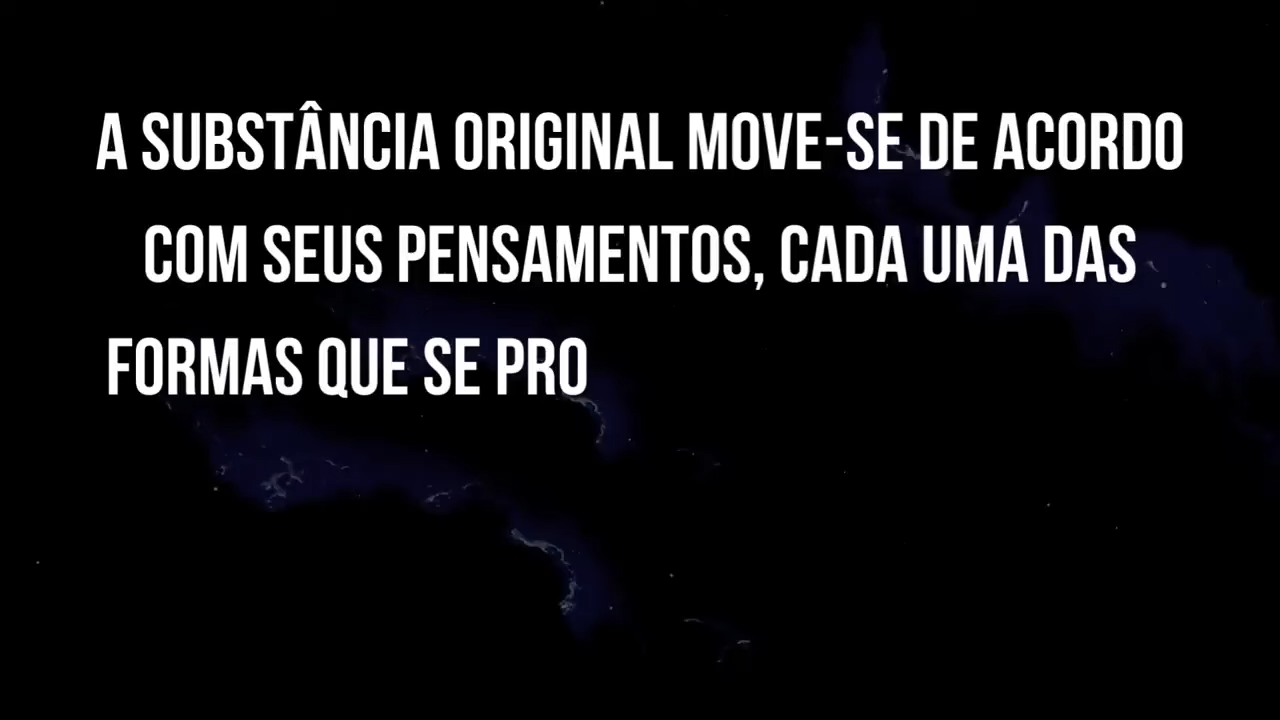 A SUBSTÂNCIA ORIGINAL MOVE-SE DE ACORDO
COM SEUS PENSAMENTOS, CADA UMA DAS
FORMAS QUE SE PRO